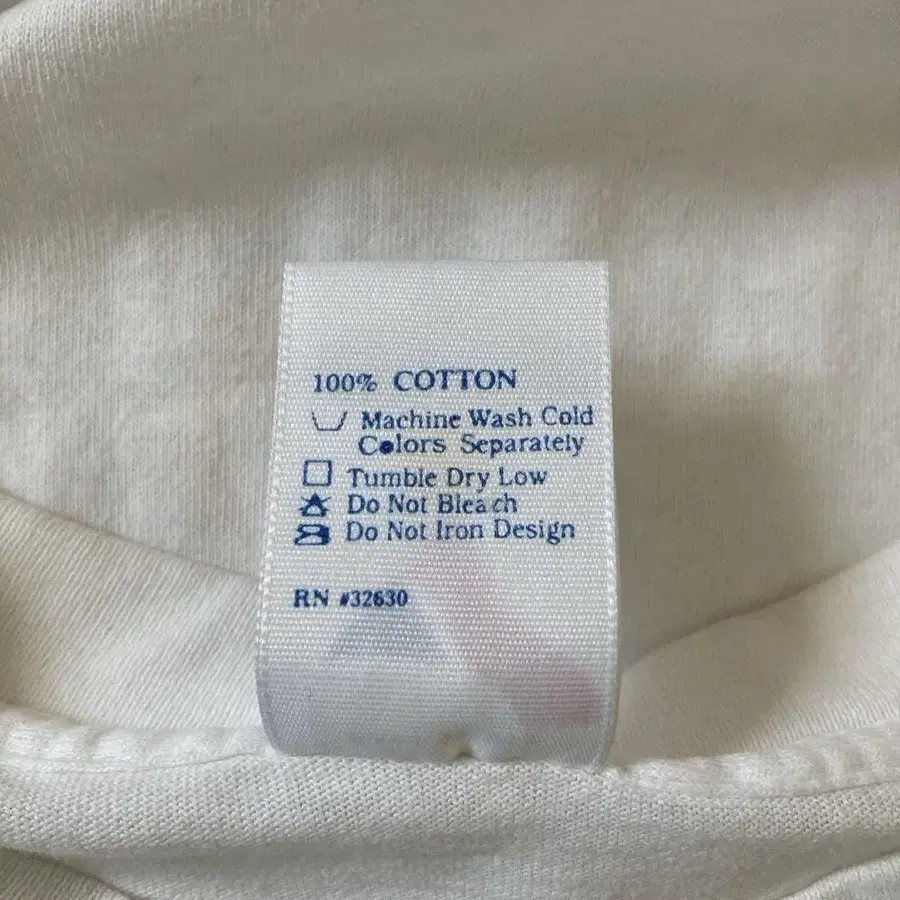 100% COTTON
Machine Wash Cold
Colors Separately
Tumble Dry Low
Do Not Bleach
Do Not Iron Design
RN #32630